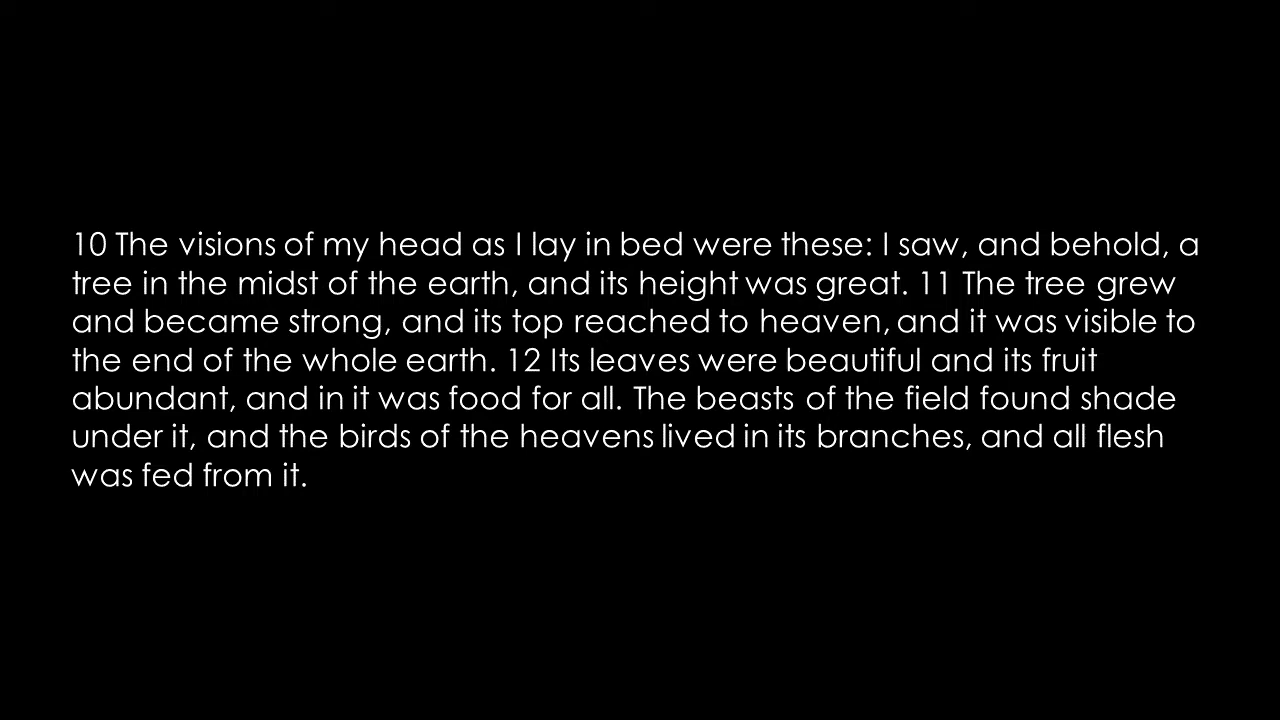 10 The visions of my head as I lay in bed were these: I saw, and behold, a
tree in the midst of the earth, and its height was great. 11 The tree grew
and became strong, and its top reached to heaven, and it was visible to
the end of the whole earth. 12 Its leaves were beautiful and its fruit
abundant, and in it was food for all. The beasts of the field found shade
under it, and the birds of the heavens lived in its branches, and all flesh
was fed from it.